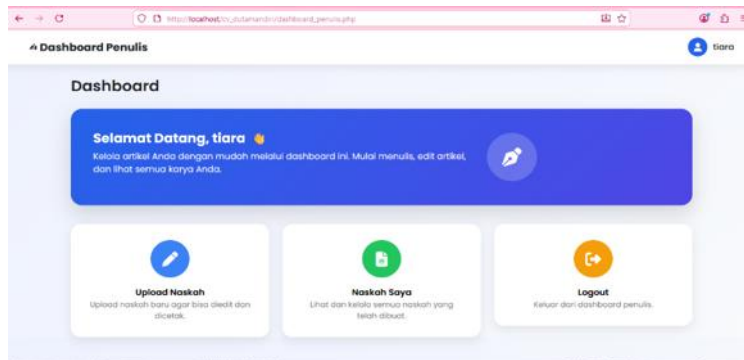 Dashboard Penulis
tiara
Dashboard
Selamat Datang, tiara 👋
Kelola artikel Anda dengan mudah melalui dashboard ini. Mulai menulis, edit artikel,
dan lihat semua karya Anda.
Upload Naskah
Upload naskah baru agar bisa diedit dan
dicetak.
Naskah Saya
Lihat dan kelola semua naskah yang
telah dibuat.
Logout
Keluar dari dashboard penulis.